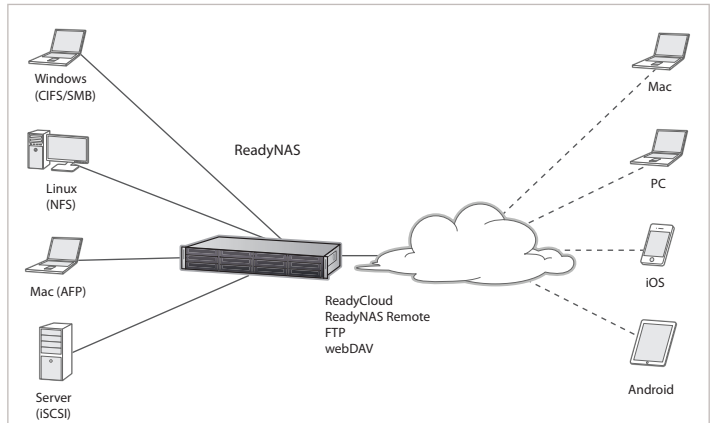 Windows
(CIFS/SMB)
Linux
(NFS)
Mac (AFP)
Server
(iSCSI)
ReadyNAS
ReadyCloud
ReadyNAS Remote
FTP
webDAV
Mac
PC
iOS
Android